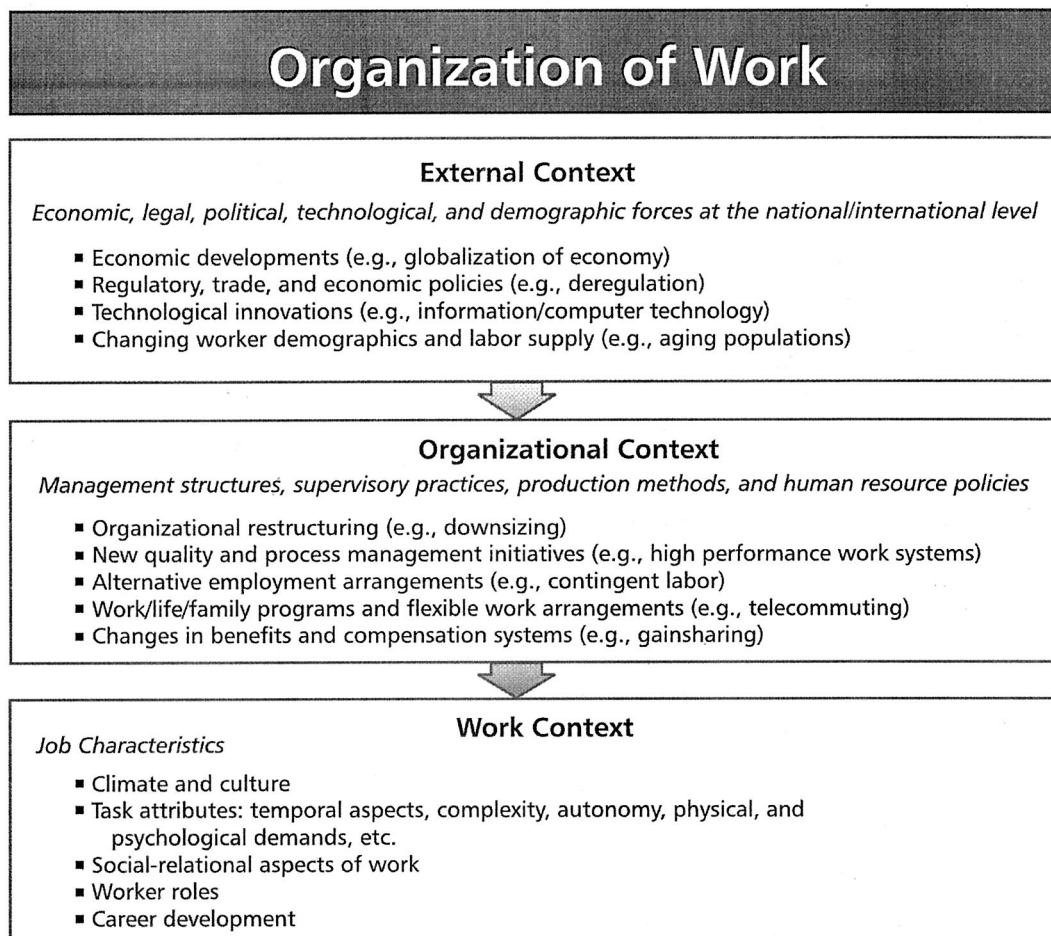 Organization of Work
External Context
Economic, legal, political, technological, and demographic forces at the national/international level
▪ Economic developments (e.g., globalization of economy)
▪ Regulatory, trade, and economic policies (e.g., deregulation)
▪ Technological innovations (e.g., information/computer technology)
▪ Changing worker demographics and labor supply (e.g., aging populations)
Organizational Context
Management structures, supervisory practices, production methods, and human resource policies
▪ Organizational restructuring (e.g., downsizing)
▪ New quality and process management initiatives (e.g., high performance work systems)
▪ Alternative employment arrangements (e.g., contingent labor)
▪ Work/life/family programs and flexible work arrangements (e.g., telecommuting)
▪ Changes in benefits and compensation systems (e.g., gainsharing)
Work Context
Job Characteristics
▪ Climate and culture
▪ Task attributes: temporal aspects, complexity, autonomy, physical, and
psychological demands, etc.
▪ Social-relational aspects of work
▪ Worker roles
▪ Career development